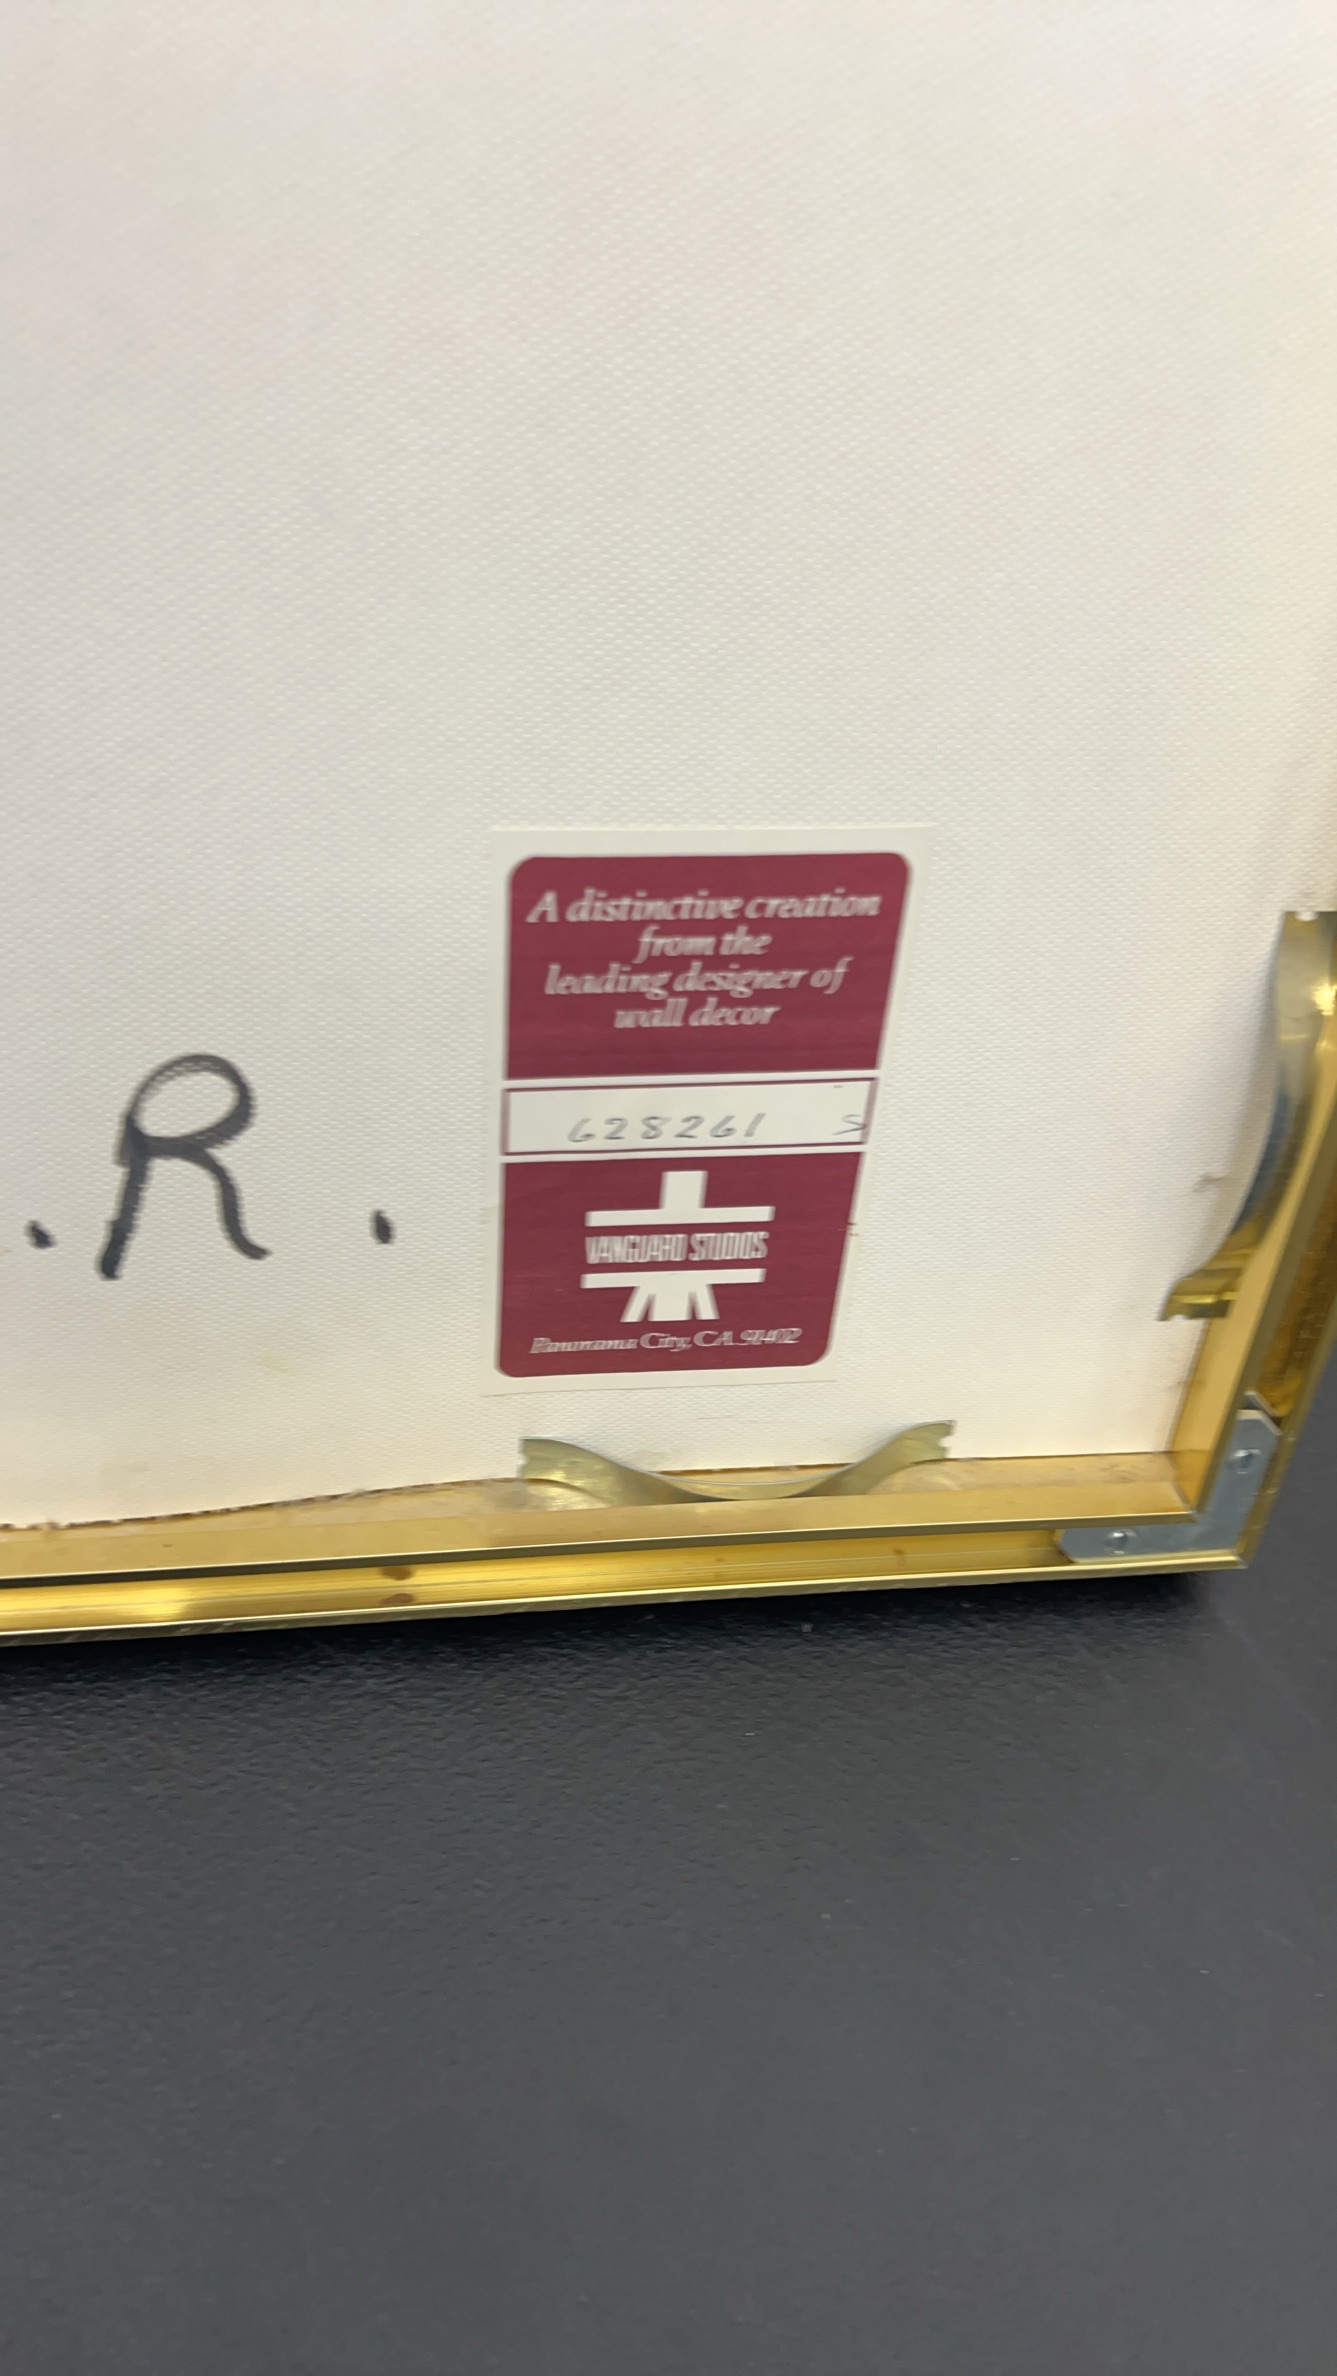 A distinctive creation
from the
leading designer of
wall decor
628261 S
. R .
VANGUARD STUDIOS
Panorama City, CA 91402